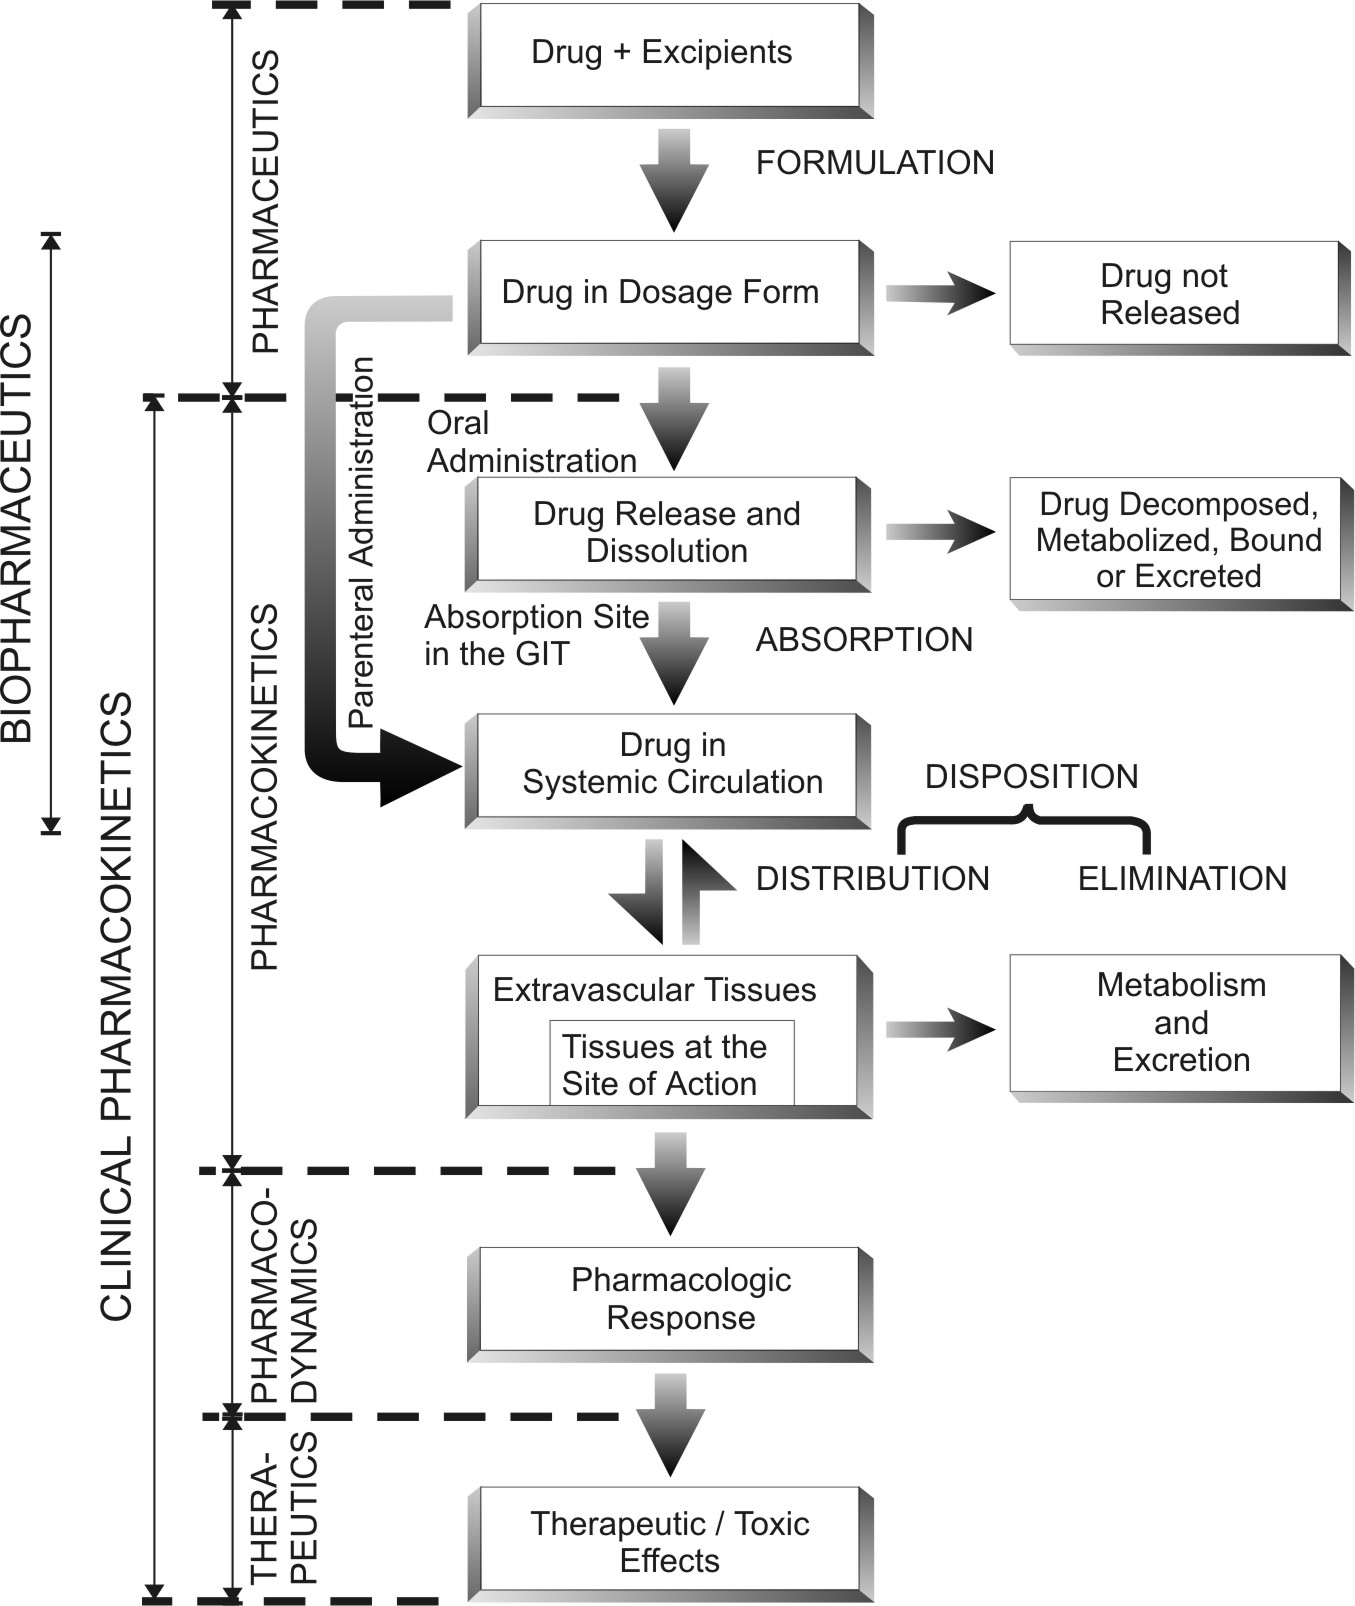 Drug + Excipients
FORMULATION
PHARMACEUTICS
Drug in Dosage Form
Drug not
Released
BIOPHARMACEUTICS
Parenteral Administration
Oral
Administration
Drug Release and
Dissolution
Drug Decomposed,
Metabolized, Bound
or Excreted
Absorption Site
in the GIT
ABSORPTION
PHARMACOKINETICS
CLINICAL PHARMACOKINETICS
Drug in
Systemic Circulation
DISPOSITION
DISTRIBUTION
ELIMINATION
Extravascular Tissues
Tissues at the
Site of Action
Metabolism
and
Excretion
PHARMACO-
DYNAMICS
Pharmacologic
Response
THERA-
PEUTICS
Therapeutic / Toxic
Effects